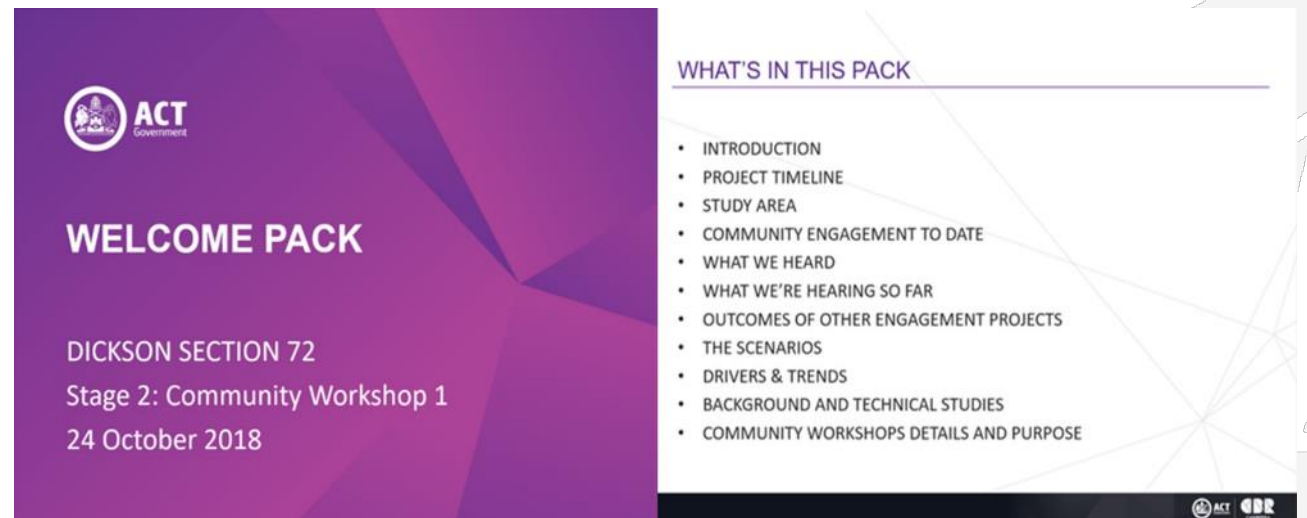 ACT
Government
WELCOME PACK
DICKSON SECTION 72
Stage 2: Community Workshop 1
24 October 2018
WHAT'S IN THIS PACK
• INTRODUCTION
• PROJECT TIMELINE
• STUDY AREA
• COMMUNITY ENGAGEMENT TO DATE
• WHAT WE HEARD
• WHAT WE'RE HEARING SO FAR
• OUTCOMES OF OTHER ENGAGEMENT PROJECTS
• THE SCENARIOS
• DRIVERS & TRENDS
• BACKGROUND AND TECHNICAL STUDIES
• COMMUNITY WORKSHOPS DETAILS AND PURPOSE
ACT
CBR